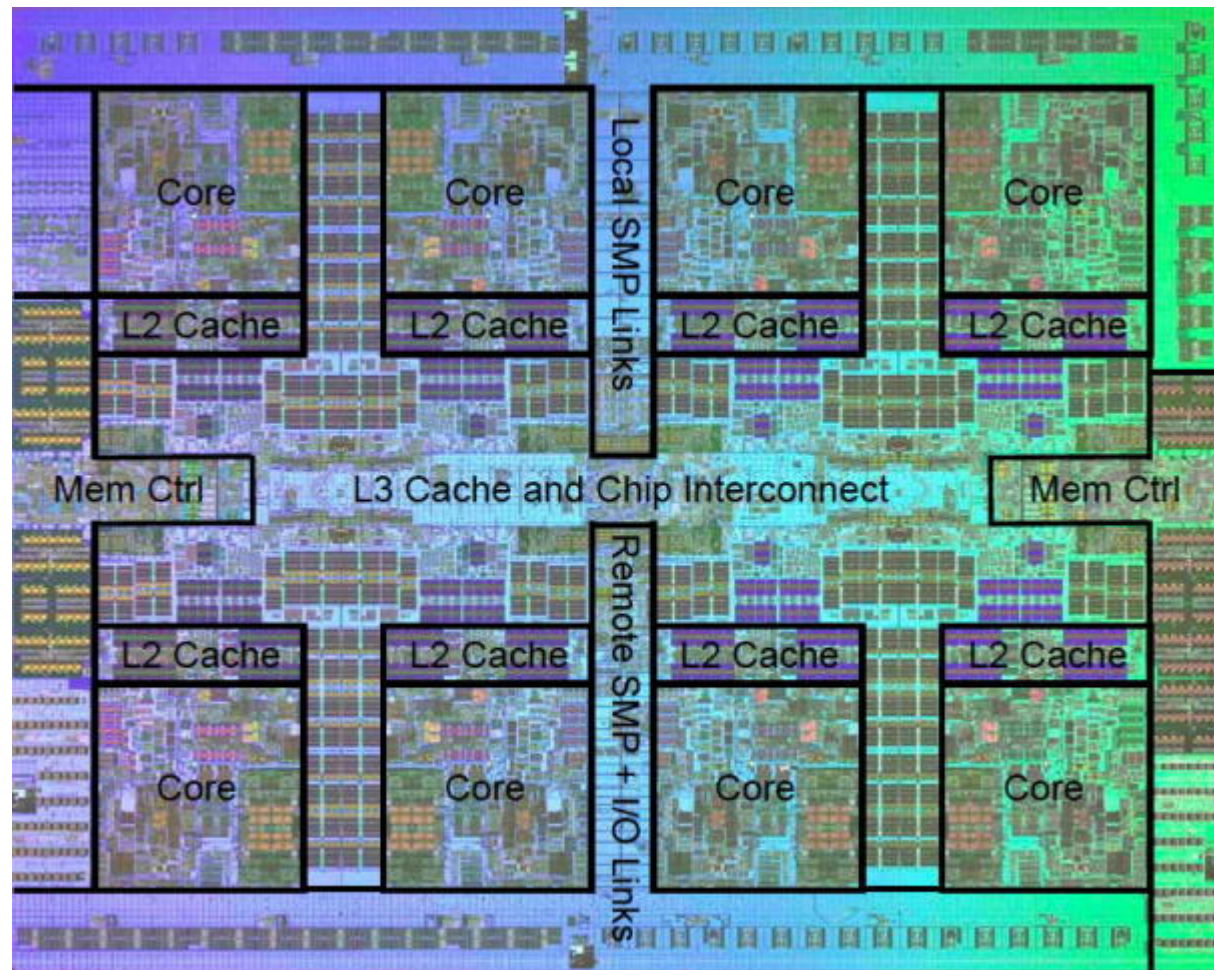 Core
Core
Core
Core
Local SMP Links
L2 Cache
L2 Cache
L2 Cache
L2 Cache
Mem Ctrl
L3 Cache and Chip Interconnect
Mem Ctrl
Remote SMP + I/O Links
L2 Cache
L2 Cache
L2 Cache
L2 Cache
Core
Core
Core
Core